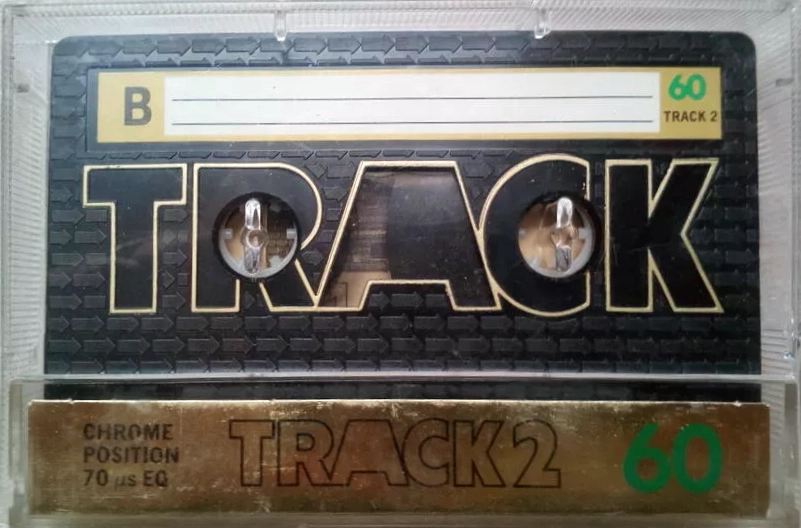 B
60
TRACK 2
TRACK
CHROME
POSITION
70 µs EQ
TRACK2
60